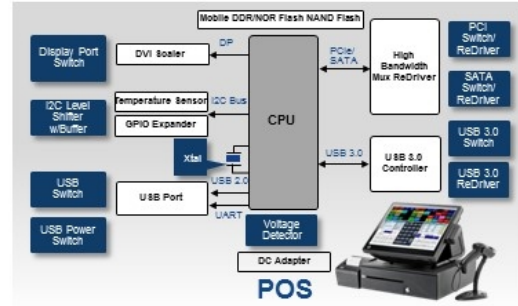 Mobile DDR/NOR Flash NAND Flash
Display Port
Switch
DVI Scaler
DP
CPU
PCIe/
SATA
High
Bandwidth
Mux ReDriver
PCI
Switch/
ReDriver
SATA
Switch/
ReDriver
I2C Level
Shifter
w/Buffer
Temperature Sensor
I2C Bus
GPIO Expander
Xtal
USB 3.0
USB 3.0
Controller
USB 3.0
Switch
USB 3.0
ReDriver
USB
Switch
USB Port
USB 2.0
UART
USB Power
Switch
Voltage
Detector
DC Adapter
POS